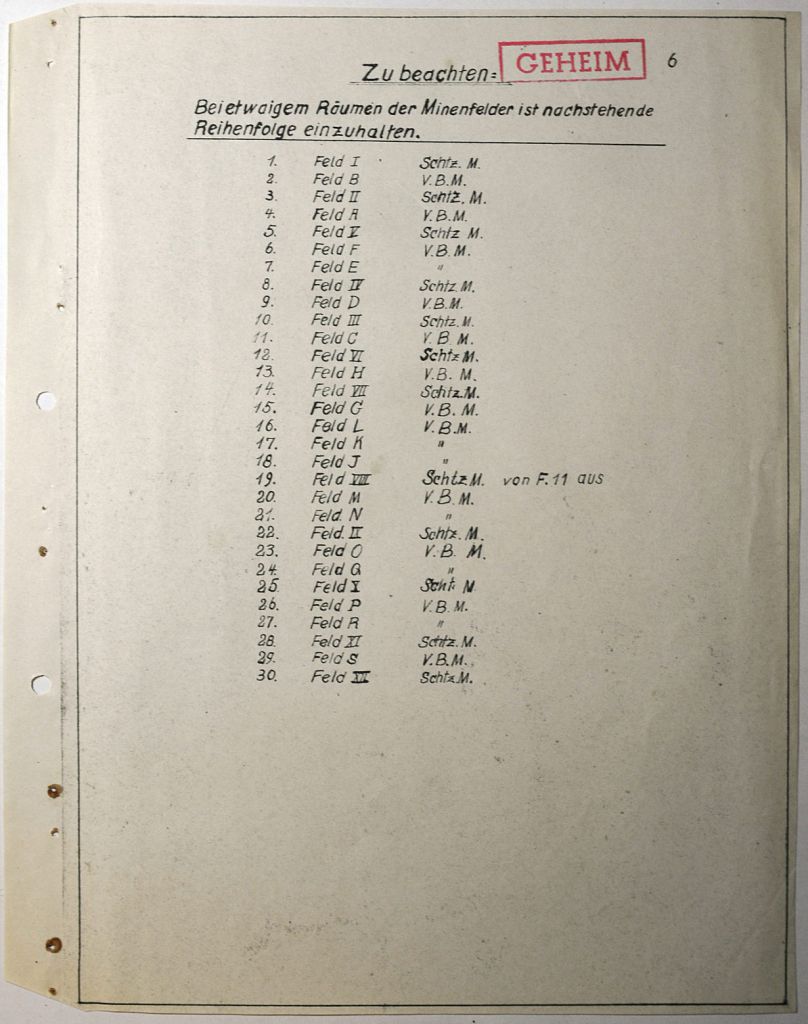 Zu beachten:
GEHEIM
6
Bei etwaigem Räumen der Minenfelder ist nachstehende
Reihenfolge einzuhalten.
1. Feld I Schtz. M.
2. Feld B V.B.M.
3. Feld II Schtz. M.
4. Feld A V.B.M.
5. Feld V Schtz M.
6. Feld F V.B.M.
7. Feld E "
8. Feld IV Schtz.M.
9. Feld D V.B.M.
10. Feld III Schtz.M.
11. Feld C V.B.M.
12. Feld VI Schtz M.
13. Feld H V.B.M.
14. Feld VII Schtz.M.
15. Feld G V.B.M.
16. Feld L V.B.M.
17. Feld K "
18. Feld J "
19. Feld VIII Schtz M. von F. 11 aus
20. Feld M V.B.M.
21. Feld. N "
22. Feld. Schtz. M.
23. Feld O V.B.M.
24. Feld Q "
25. Feld X M
26. Feld P V.B.M.
27. Feld R "
28. Feld XI Schtz. M.
29. Feld S V.B.M.
30. Feld XII Schtz M.